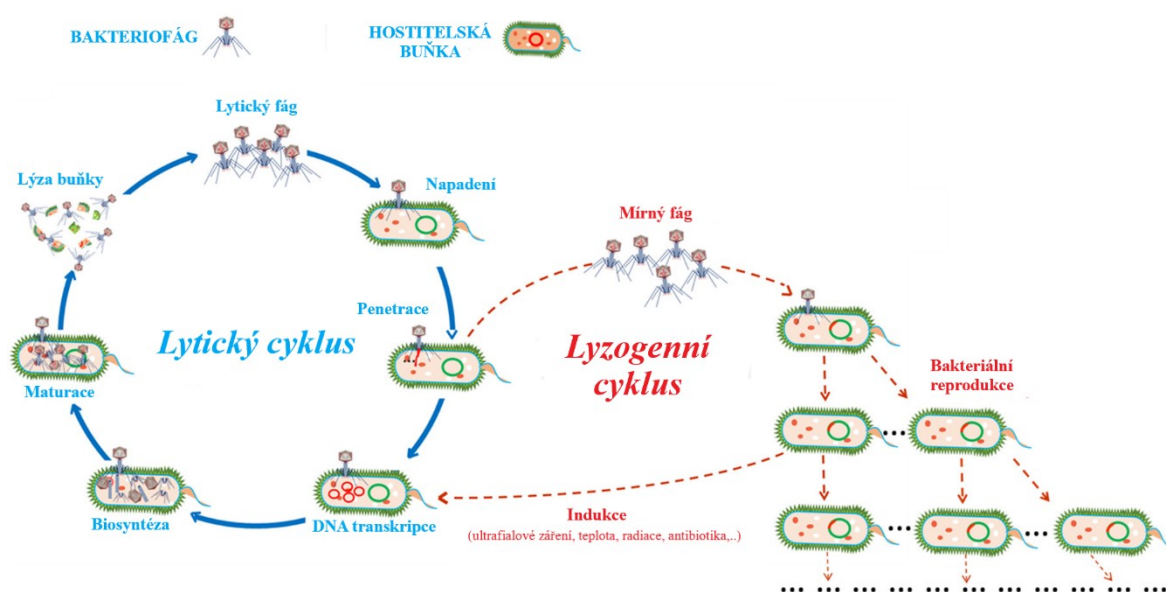 BAKTERIOFÁG
HOSTITELSKÁ
BUŇKA
Lytický fág
Lýza buňky
Napadení
Mírný fág
Penetrace
Lytický cyklus
Lyzogenní
cyklus
Bakteriální
reprodukce
Maturace
Biosyntéza
DNA transkripce
Indukce
(ultrafialové záření, teplota, radiace, antibiotika,..)